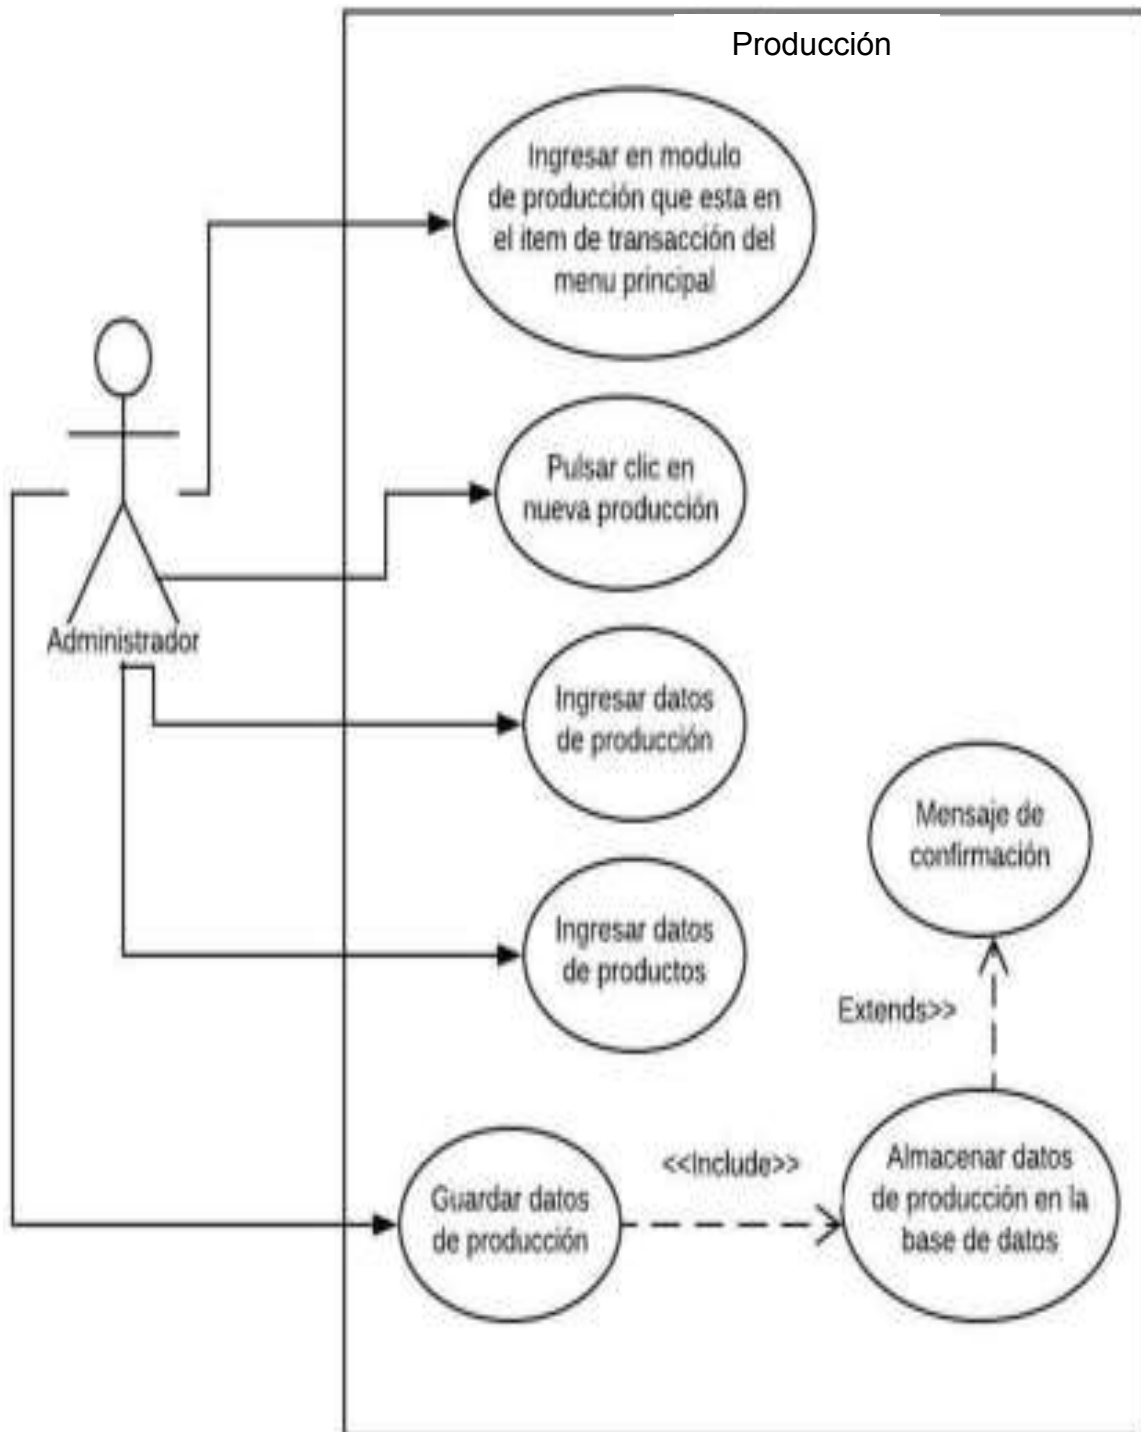 Producción
Ingresar en modulo
de producción que esta en
el item de transacción del
menu principal
Pulsar clic en
nueva producción
Administrador
Ingresar datos
de producción
Mensaje de
confirmación
Ingresar datos
de productos
Extends>>
<<Include>>
Almacenar datos
de producción en la
base de datos
Guardar datos
de producción